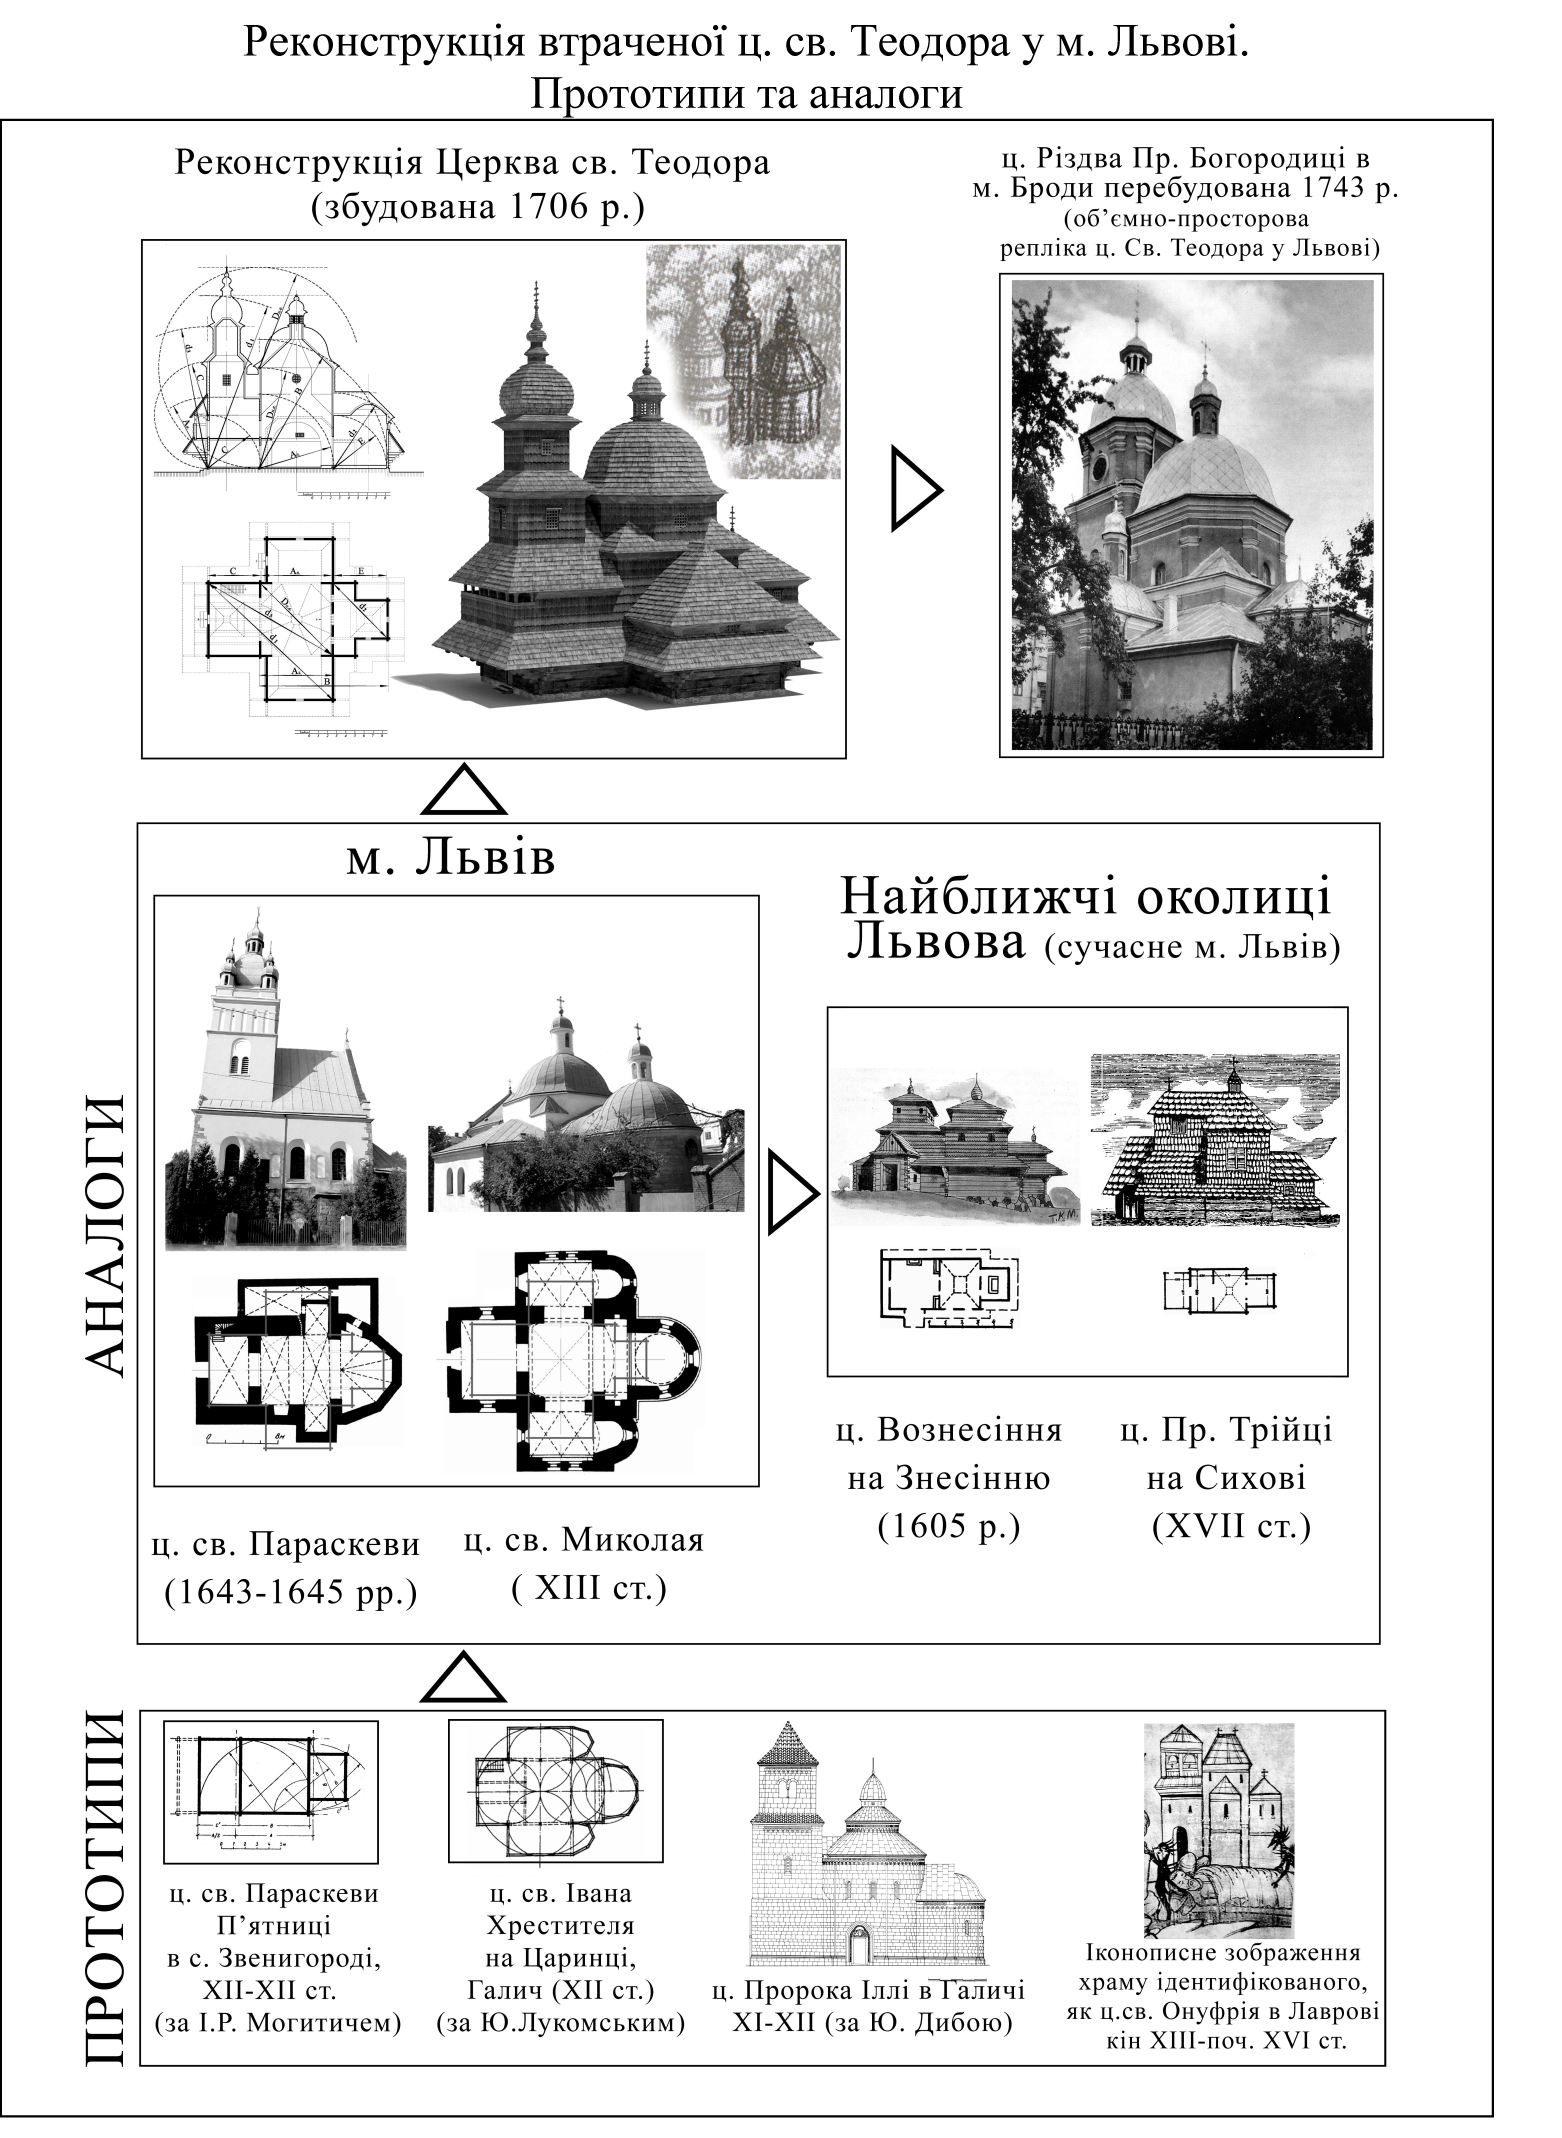 Реконструкція втраченої ц. св. Теодора у м. Львові.
Прототипи та аналоги
Реконструкція Церква св. Теодора
(збудована 1706 р.)
ц. Різдва Пр. Богородиці в
м. Броди перебудована 1743 р.
(об’ємно-просторова
репліка ц. Св. Теодора у Львові)
м. Львів
Найближчі околиці
Львова (сучасне м. Львів)
АНАЛОГИ
ц. св. Параскеви
(1643-1645 рр.)
ц. св. Миколая
( XIII ст.)
ц. Вознесіння
на Знесінню
(1605 р.)
ц. Пр. Трійці
на Сихові
(XVII ст.)
ПРОТОТИПИ
ц. св. Параскеви
П’ятниці
в с. Звенигороді,
XII-XII ст.
(за І.Р. Могитичем)
ц. св. Івана
Хрестителя
на Царинці,
Галич (XII ст.)
(за Ю.Лукомським)
ц. Пророка Іллі в Галичі
XI-XII (за Ю. Дибою)
Іконописне зображення
храму ідентифікованого,
як ц.св. Онуфрія в Лаврові
кін XIII-поч. XVI ст.